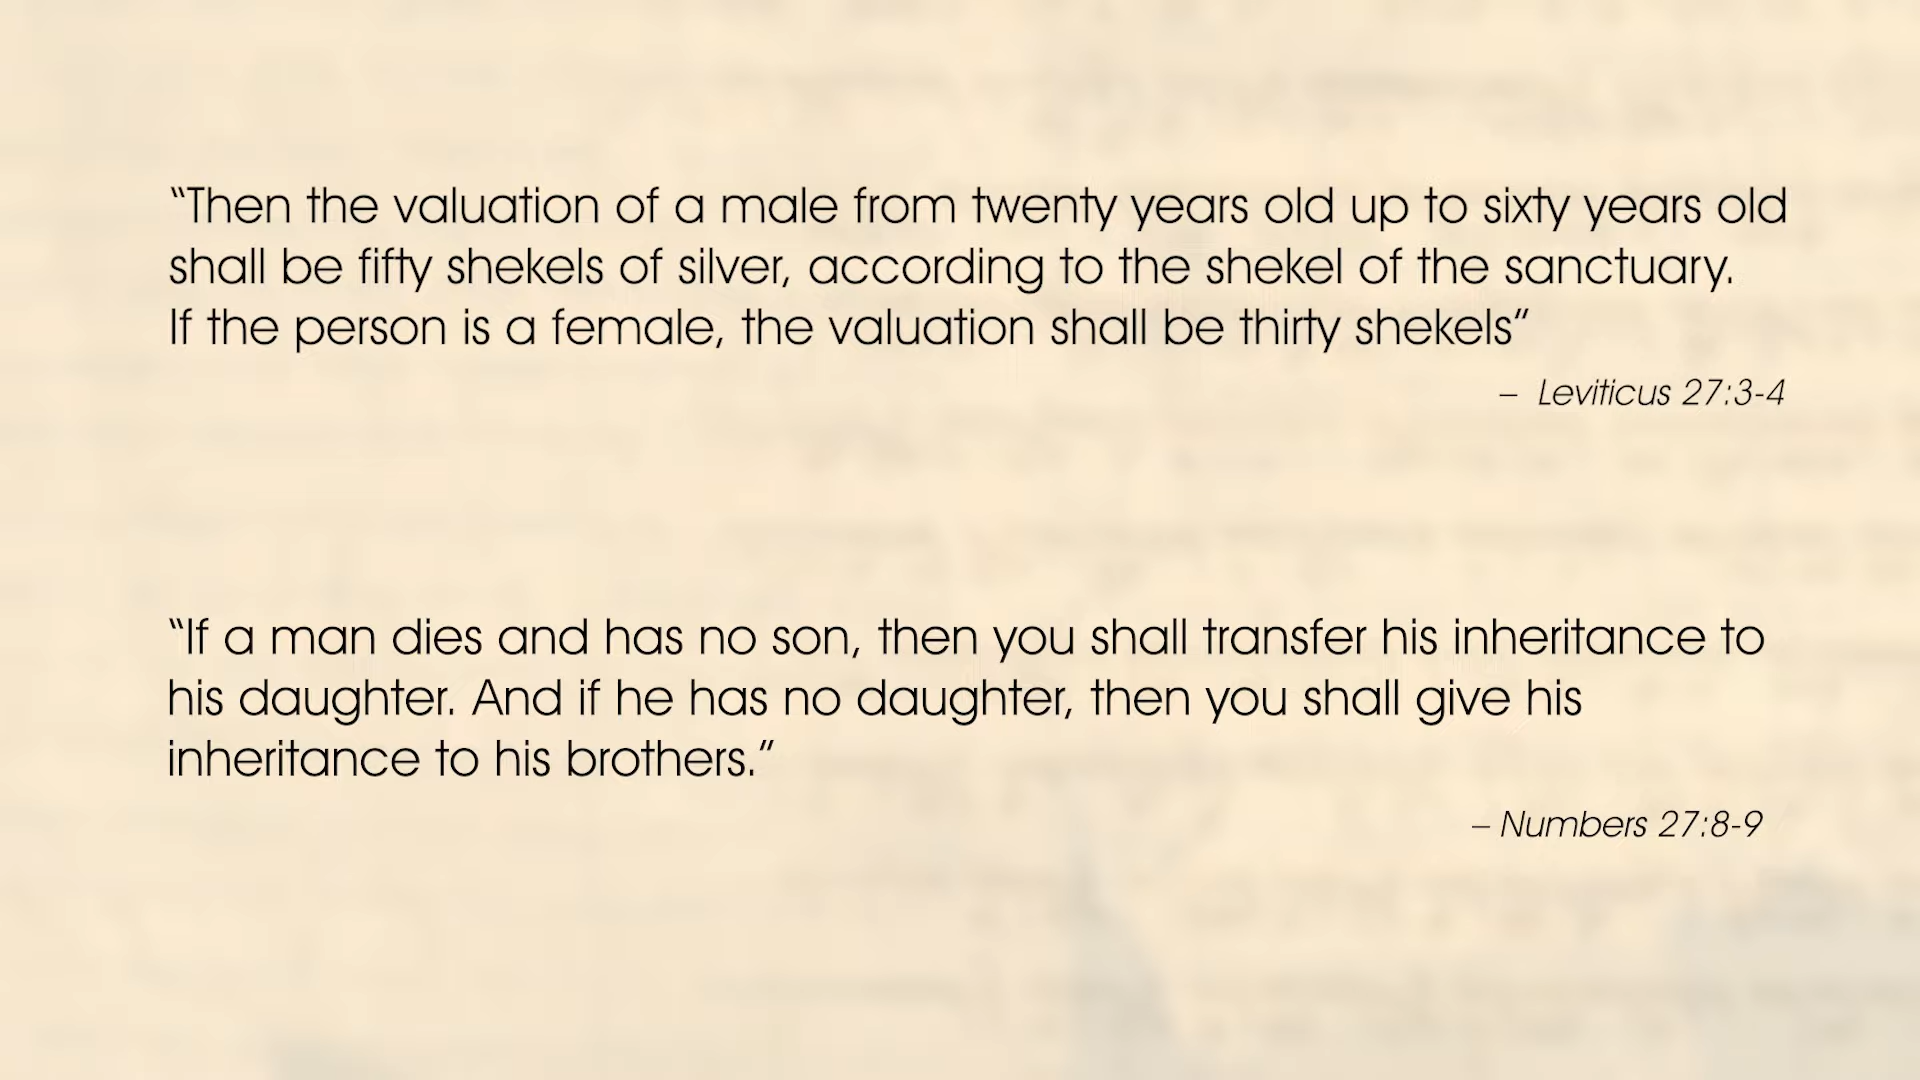 “Then the valuation of a male from twenty years old up to sixty years old
shall be fifty shekels of silver, according to the shekel of the sanctuary.
If the person is a female, the valuation shall be thirty shekels”
– Leviticus 27:3-4
“If a man dies and has no son, then you shall transfer his inheritance to
his daughter. And if he has no daughter, then you shall give his
inheritance to his brothers.”
– Numbers 27:8-9